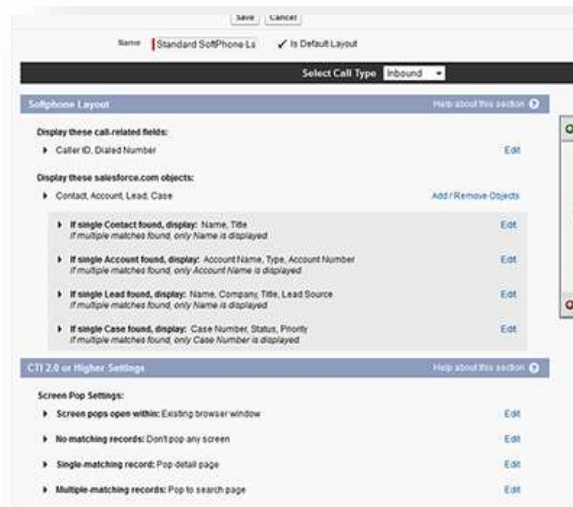 Save Cancel
Name Standard SoftPhone La Is Default Layout
Select Call Type Inbound
Softphone Layout Help about this section
Display these call-related fields:
Caller ID, Dialed Number Edit
Display these salesforce.com objects:
Contact, Account, Lead, Case Add / Remove Objects
If single Contact found, display: Name, Title Edit
If multiple matches found, only Name is displayed
If single Account found, display: Account Name, Type, Account Number Edit
If multiple matches found, only Account Name is displayed
If single Lead found, display: Name, Company, Title, Lead Source Edit
If multiple matches found, only Name is displayed
If single Case found, display: Case Number, Status, Priority Edit
If multiple matches found, only Case Number is displayed
CTI 2.0 or Higher Settings Help about this section
Screen Pop Settings:
Screen pops open within: Existing browser window Edit
No matching records: Don't pop any screen Edit
Single-matching record: Pop detail page Edit
Multiple-matching records: Pop to search page Edit